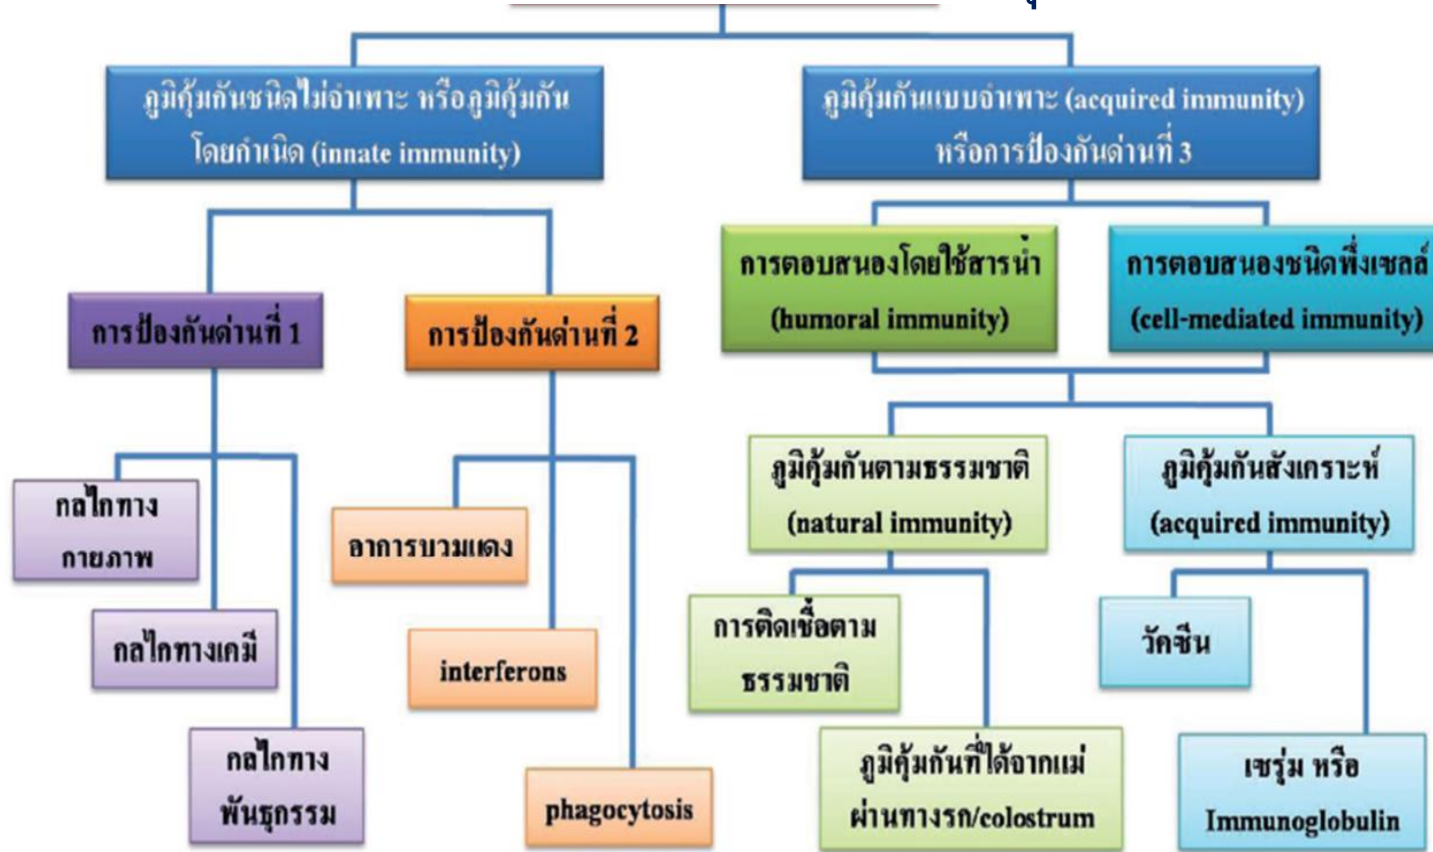 ภูมิคุ้มกันชนิดไม่จำเพาะ หรือภูมิคุ้มกัน
โดยกำเนิด (innate immunity)
ภูมิคุ้มกันแบบจำเพาะ (acquired immunity)
หรือการป้องกันด่านที่ 3
การป้องกันด่านที่ 1
การป้องกันด่านที่ 2
การตอบสนองโดยใช้สารน้ำ
(humoral immunity)
การตอบสนองชนิดพึ่งเซลล์
(cell-mediated immunity)
กลไกทาง
กายภาพ
กลไกทางเคมี
กลไกทาง
พันธุกรรม
อาการบวมแดง
interferons
phagocytosis
ภูมิคุ้มกันตามธรรมชาติ
(natural immunity)
ภูมิคุ้มกันสังเคราะห์
(acquired immunity)
การติดเชื้อตาม
ธรรมชาติ
ภูมิคุ้มกันที่ได้จากแม่
ผ่านทางรก/colostrum
วัคซีน
เซรุ่ม หรือ
Immunoglobulin